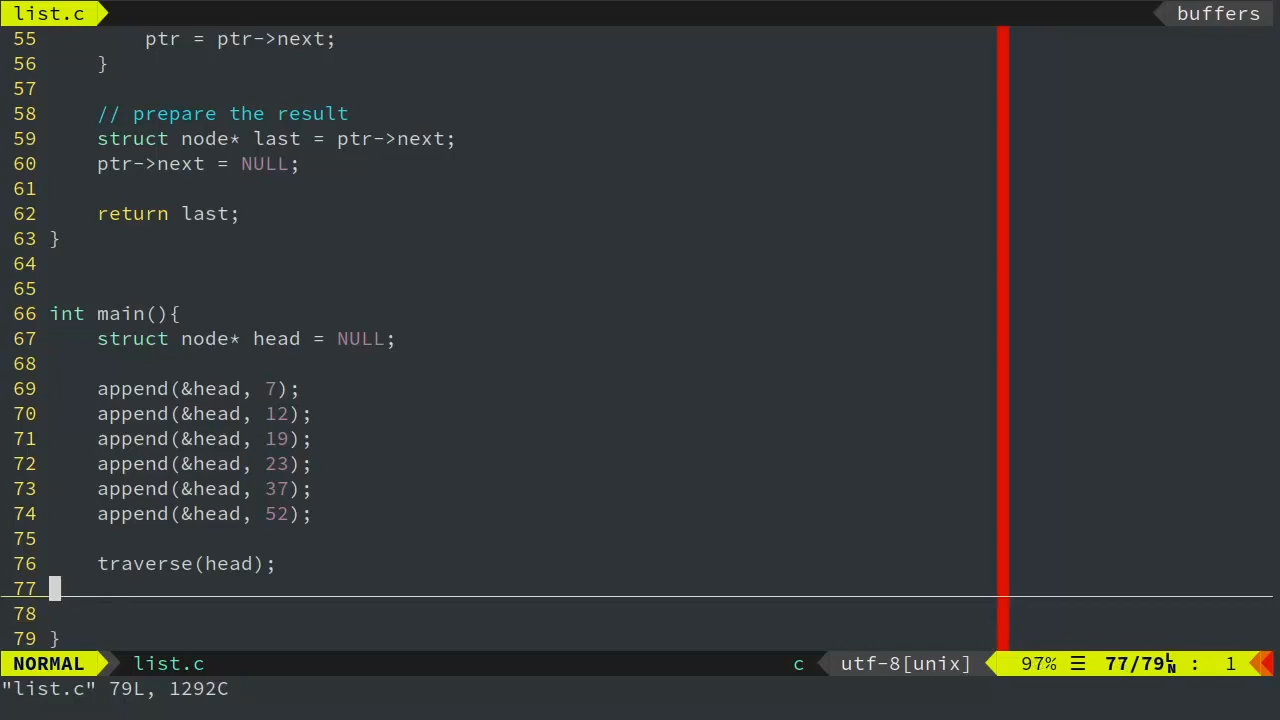 list.c buffers
55         ptr = ptr->next;
56     }
57
58     // prepare the result
59     struct node* last = ptr->next;
60     ptr->next = NULL;
61
62     return last;
63 }
64
65
66 int main(){
67     struct node* head = NULL;
68
69     append(&head, 7);
70     append(&head, 12);
71     append(&head, 19);
72     append(&head, 23);
73     append(&head, 37);
74     append(&head, 52);
75
76     traverse(head);
77
78
79 }
NORMAL list.c c utf-8[unix] 97% ☰ 77/79␤ : 1
"list.c" 79L, 1292C